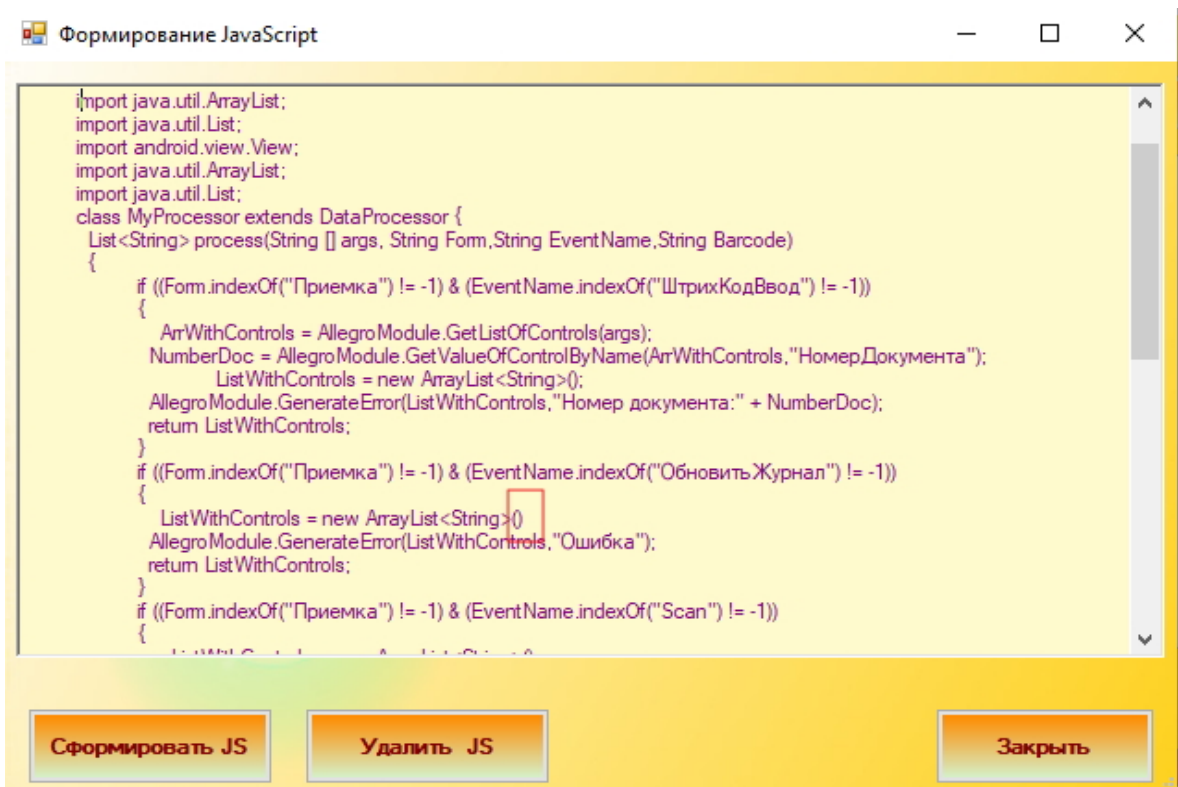 Формирование JavaScript
import java.util.ArrayList;
import java.util.List;
import android.view.View;
import java.util.ArrayList;
import java.util.List;
class MyProcessor extends DataProcessor {
List<String> process(String [] args, String Form,String EventName,String Barcode)
{
if ((Form.indexOf("Приемка") != -1) & (EventName.indexOf("ШтрихКодВвод") != -1))
{
ArrWithControls = AllegroModule.GetListOfControls(args);
NumberDoc = AllegroModule.GetValueOfControlByName(ArrWithControls,"НомерДокумента");
ListWithControls = new ArrayList<String>();
AllegroModule.GenerateError(ListWithControls,"Номер документа:" + NumberDoc);
return ListWithControls;
}
if ((Form.indexOf("Приемка") != -1) & (EventName.indexOf("ОбновитьЖурнал") != -1))
{
ListWithControls = new ArrayList<String>()
AllegroModule.GenerateError(ListWithControls,"Ошибка");
return ListWithControls;
}
if ((Form.indexOf("Приемка") != -1) & (EventName.indexOf("Scan") != -1))
{
Сформировать JS
Удалить JS
Закрыть